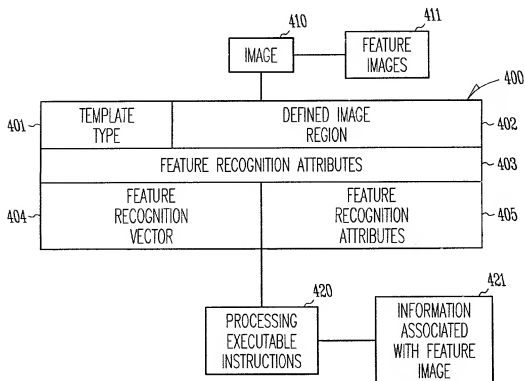 410
411
IMAGE
FEATURE
IMAGES
400
401
TEMPLATE
TYPE
DEFINED IMAGE
REGION
402
FEATURE RECOGNITION ATTRIBUTES
403
404
FEATURE
RECOGNITION
VECTOR
FEATURE
RECOGNITION
ATTRIBUTES
405
420
421
PROCESSING
EXECUTABLE
INSTRUCTIONS
INFORMATION
ASSOCIATED
WITH FEATURE
IMAGE